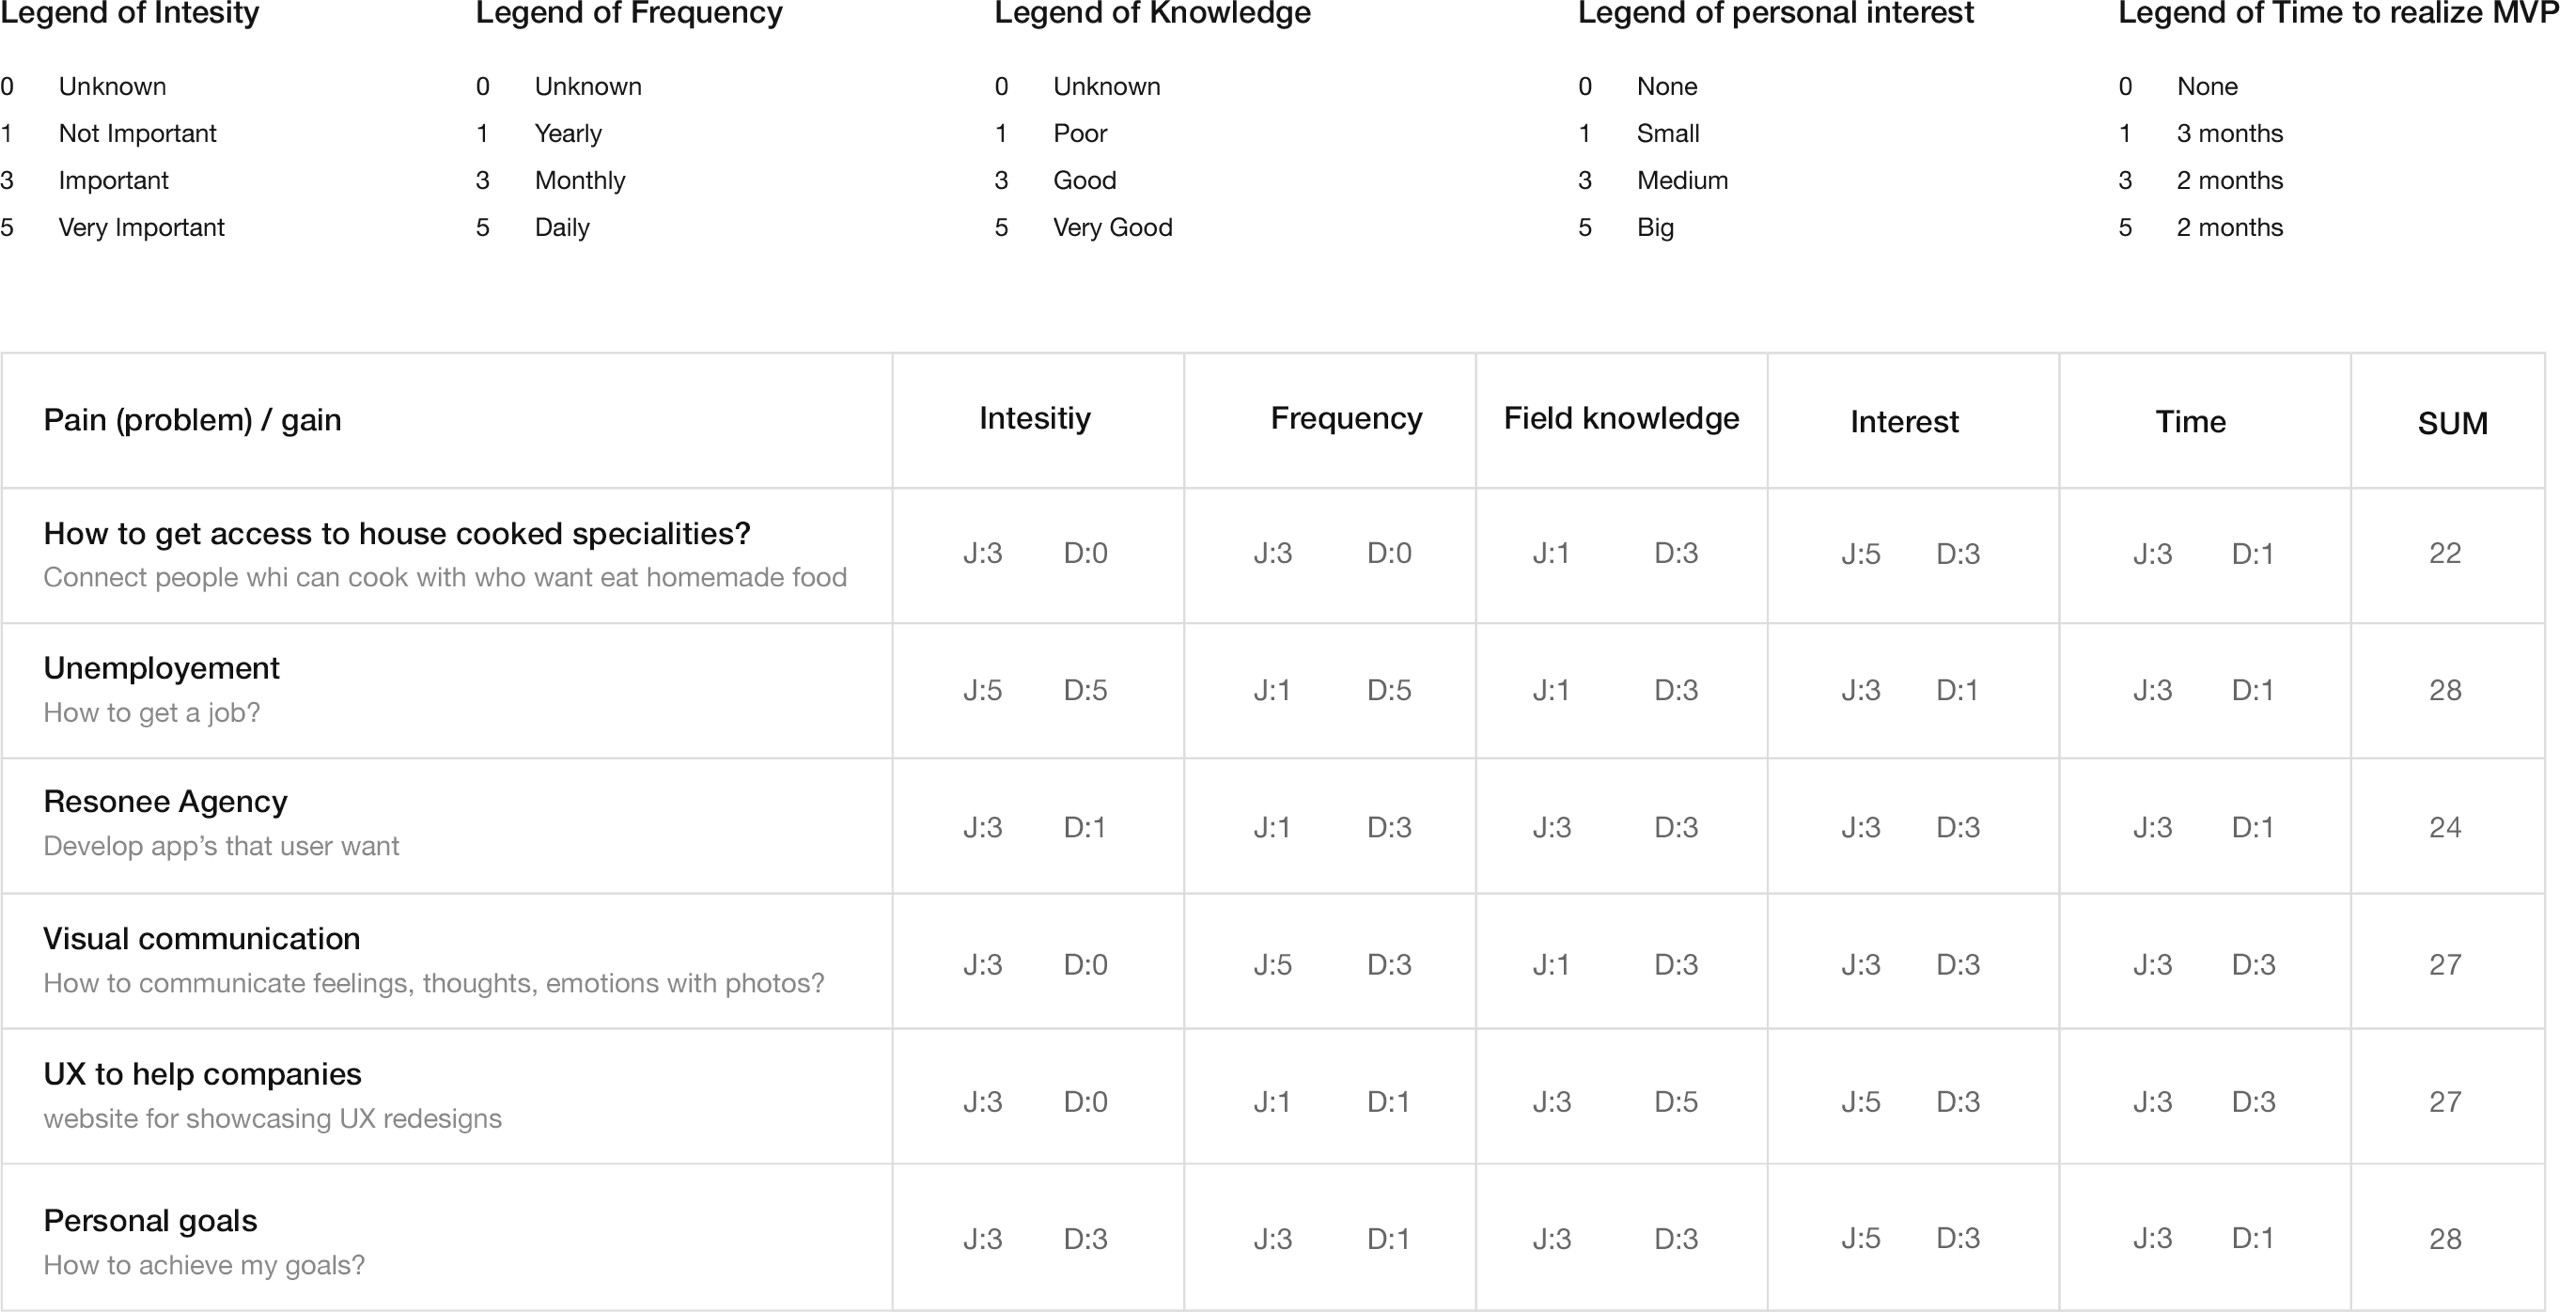 Legend of Intesity
0 Unknown
1 Not Important
3 Important
5 Very Important
Legend of Frequency
0 Unknown
1 Yearly
3 Monthly
5 Daily
Legend of Knowledge
0 Unknown
1 Poor
3 Good
5 Very Good
Legend of personal interest
0 None
1 Small
3 Medium
5 Big
Legend of Time to realize MVP
0 None
1 3 months
3 2 months
5 2 months
Pain (problem) / gain Intesitiy Frequency Field knowledge Interest Time SUM
How to get access to house cooked specialities?
Connect people whi can cook with who want eat homemade food
J:3 D:0 J:3 D:0 J:1 D:3 J:5 D:3 J:3 D:1 22
Unemployement
How to get a job?
J:5 D:5 J:1 D:5 J:1 D:3 J:3 D:1 J:3 D:1 28
Resonee Agency
Develop app’s that user want
J:3 D:1 J:1 D:3 J:3 D:3 J:3 D:3 J:3 D:1 24
Visual communication
How to communicate feelings, thoughts, emotions with photos?
J:3 D:0 J:5 D:3 J:1 D:3 J:3 D:3 J:3 D:3 27
UX to help companies
website for showcasing UX redesigns
J:3 D:0 J:1 D:1 J:3 D:5 J:5 D:3 J:3 D:3 27
Personal goals
How to achieve my goals?
J:3 D:3 J:3 D:1 J:3 D:3 J:5 D:3 J:3 D:1 28